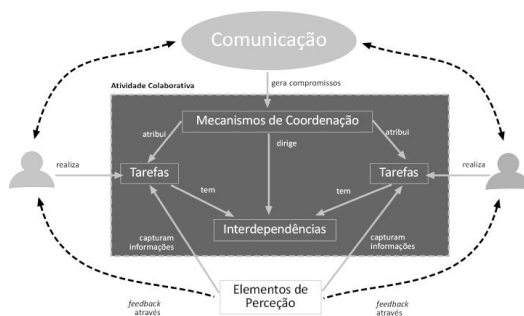 Comunicação
gera compromissos
Atividade Colaborativa
Mecanismos de Coordenação
atribui
dirige
atribui
realiza
Tarefas
Tarefas
realiza
tem
tem
Interdependências
capturam
informações
capturam
informações
Elementos de
Perceção
feedback
através
feedback
através